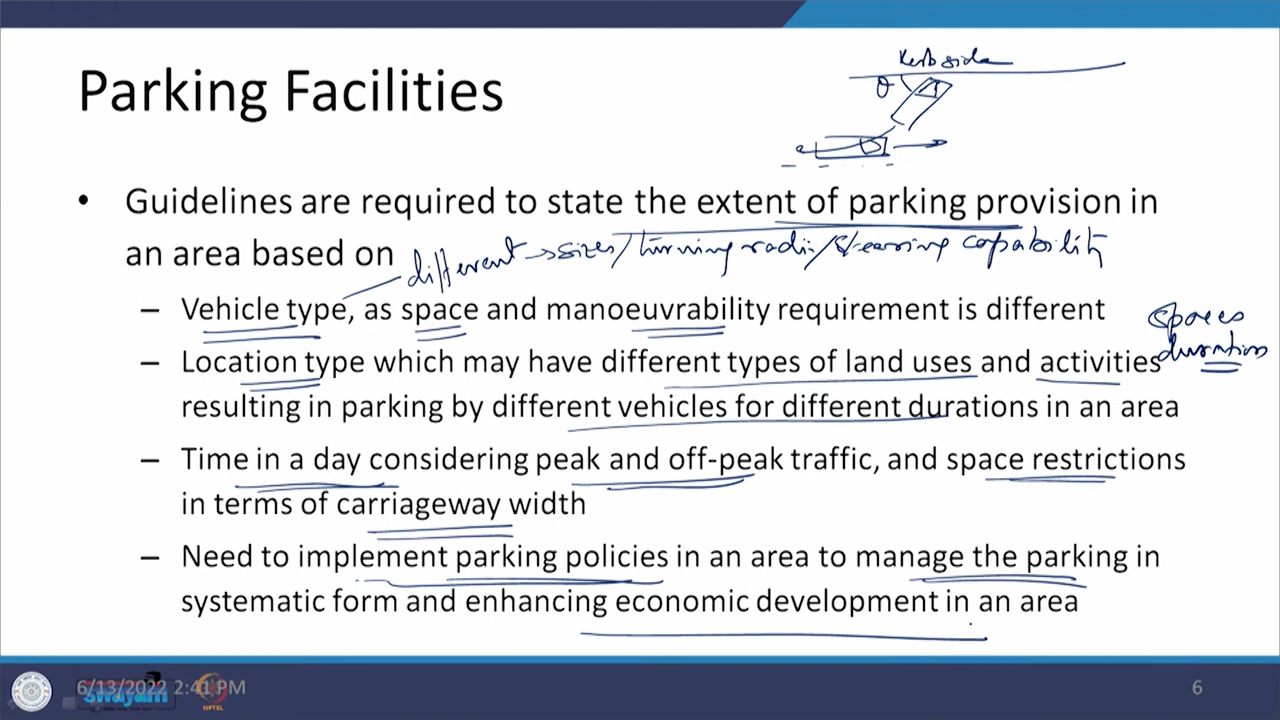 Parking Facilities
Kerb side
θ
• Guidelines are required to state the extent of parking provision in
an area based on
different → sizes/turning radii/stearing capability
– Vehicle type, as space and manoeuvrability requirement is different
spaces
duration
– Location type which may have different types of land uses and activities
resulting in parking by different vehicles for different durations in an area
– Time in a day considering peak and off-peak traffic, and space restrictions
in terms of carriageway width
– Need to implement parking policies in an area to manage the parking in
systematic form and enhancing economic development in an area
6/13/2022 2:41 PM
swayam
NPTEL
6